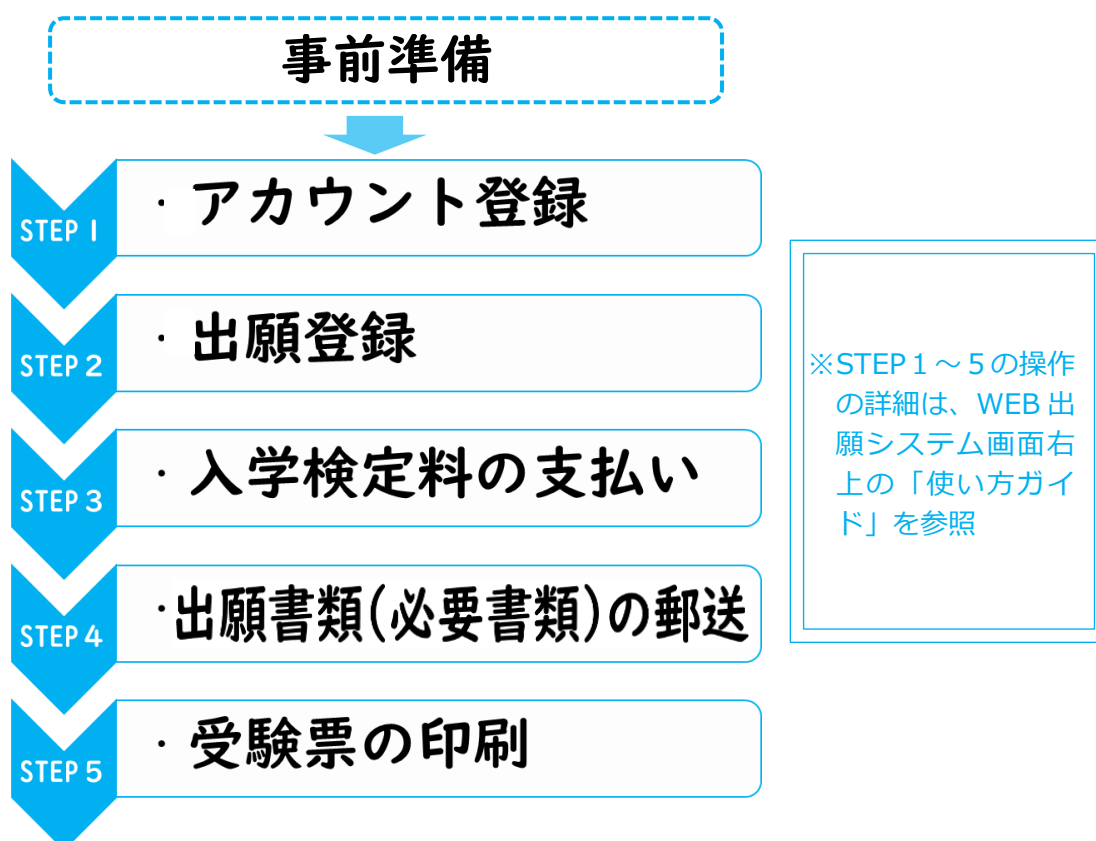 事前準備
STEP 1
・アカウント登録
STEP 2
・出願登録
STEP 3
・入学検定料の支払い
STEP 4
・出願書類(必要書類)の郵送
STEP 5
・受験票の印刷
※STEP１～５の操作
の詳細は、WEB 出
願システム画面右
上の「使い方ガイ
ド」を参照